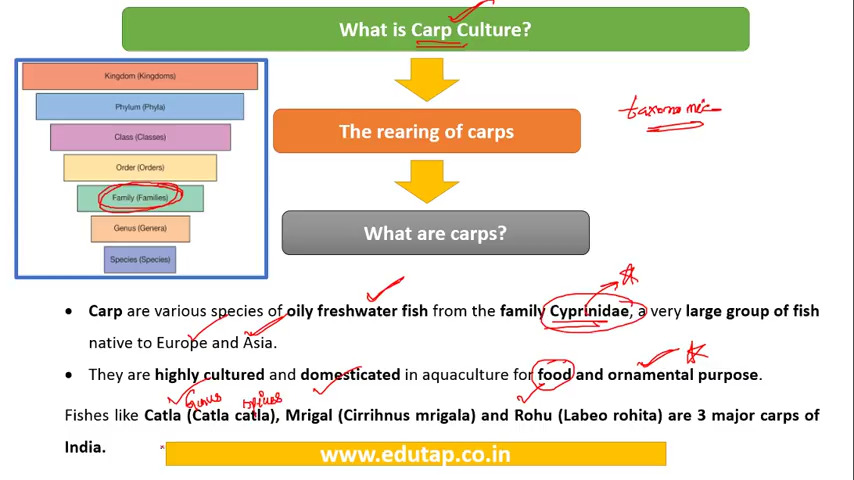 What is Carp Culture?
Kingdom (Kingdoms)
Phylum (Phyla)
Class (Classes)
Order (Orders)
Family (Families)
Genus (Genera)
Species (Species)
The rearing of carps
taxonomic
What are carps?
• Carp are various species of oily freshwater fish from the family Cyprinidae, a very large group of fish
native to Europe and Asia.
• They are highly cultured and domesticated in aquaculture for food and ornamental purpose.
Genus
Fishes like Catla (Catla catla), Mrigal (Cirrihnus mrigala) and Rohu (Labeo rohita) are 3 major carps of
India.
www.edutap.co.in